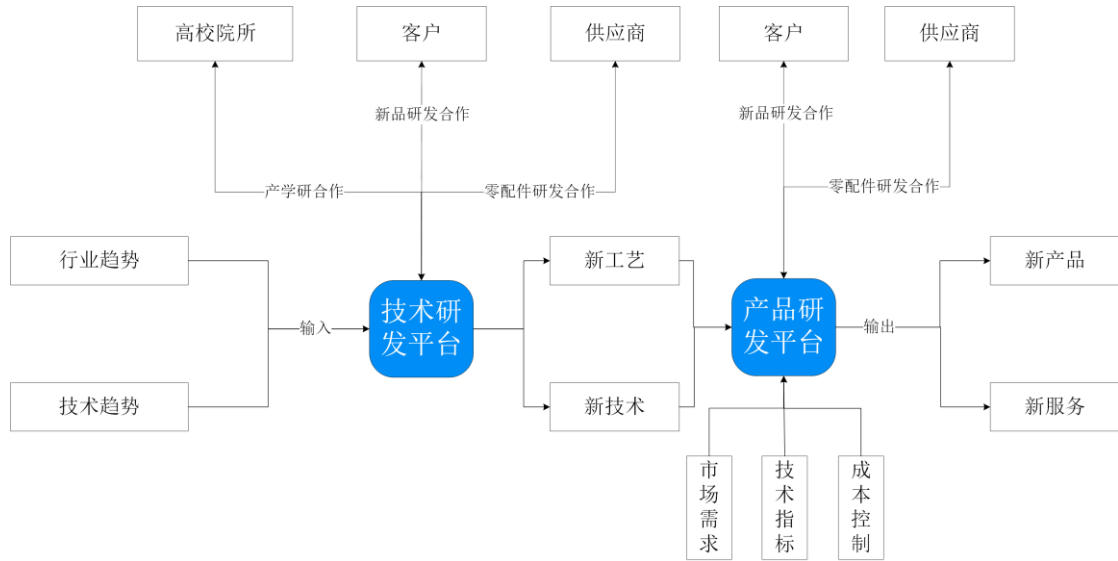 高校院所
客户
供应商
客户
供应商
新品研发合作
新品研发合作
产学研合作
零配件研发合作
零配件研发合作
行业趋势
新工艺
新产品
技术研
发平台
产品研
发平台
输入
输出
技术趋势
新技术
新服务
市
场
需
求
技
术
指
标
成
本
控
制